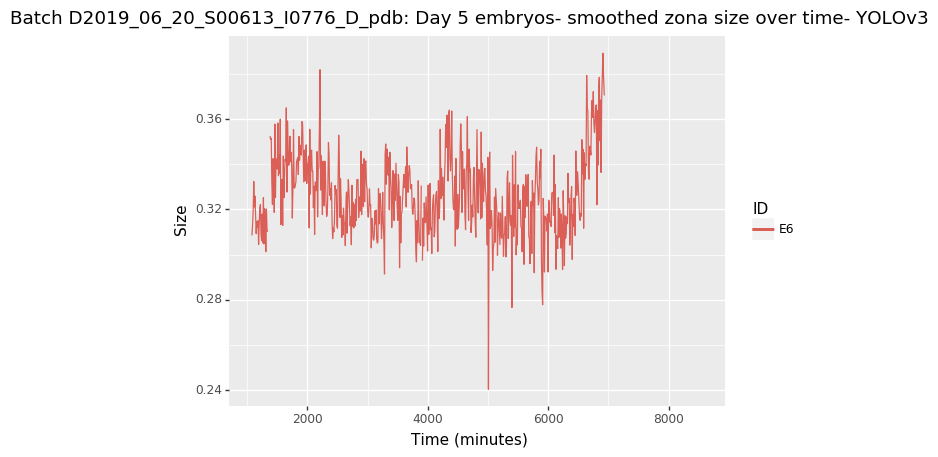 Batch D2019_06_20_S00613_I0776_D_pdb: Day 5 embryos- smoothed zona size over time- YOLOv3
0.36
0.32
0.28
0.24
Size
2000 4000 6000 8000
Time (minutes)
ID
E6